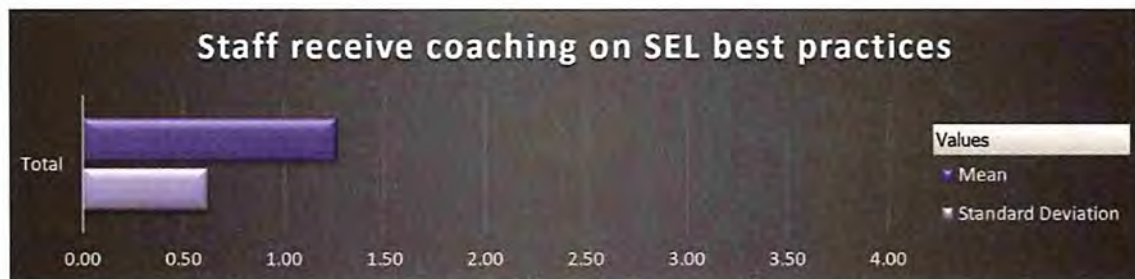 Staff receive coaching on SEL best practices
Total
Values
Mean
Standard Deviation
0.00 0.50 1.00 1.50 2.00 2.50 3.00 3.50 4.00